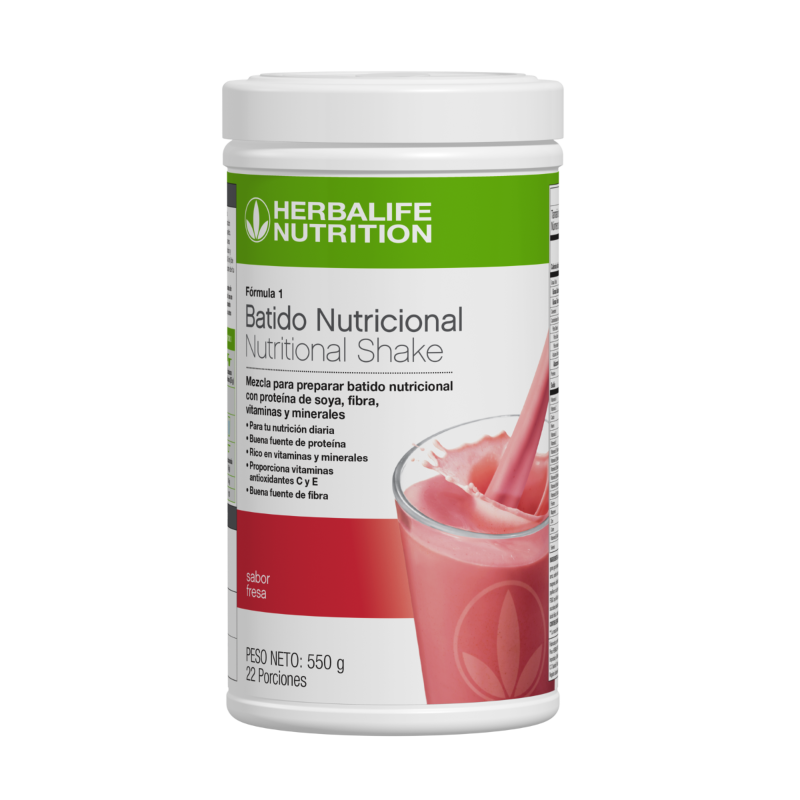 HERBALIFE
NUTRITION
Fórmula 1
Batido Nutricional
Nutritional Shake
Mezcla para preparar batido nutricional
con proteína de soya, fibra,
vitaminas y minerales
• Para tu nutrición diaria
• Buena fuente de proteína
• Rico en vitaminas y minerales
• Proporciona vitaminas
antioxidantes C y E
• Buena fuente de fibra
sabor
fresa
PESO NETO: 550 g
22 Porciones